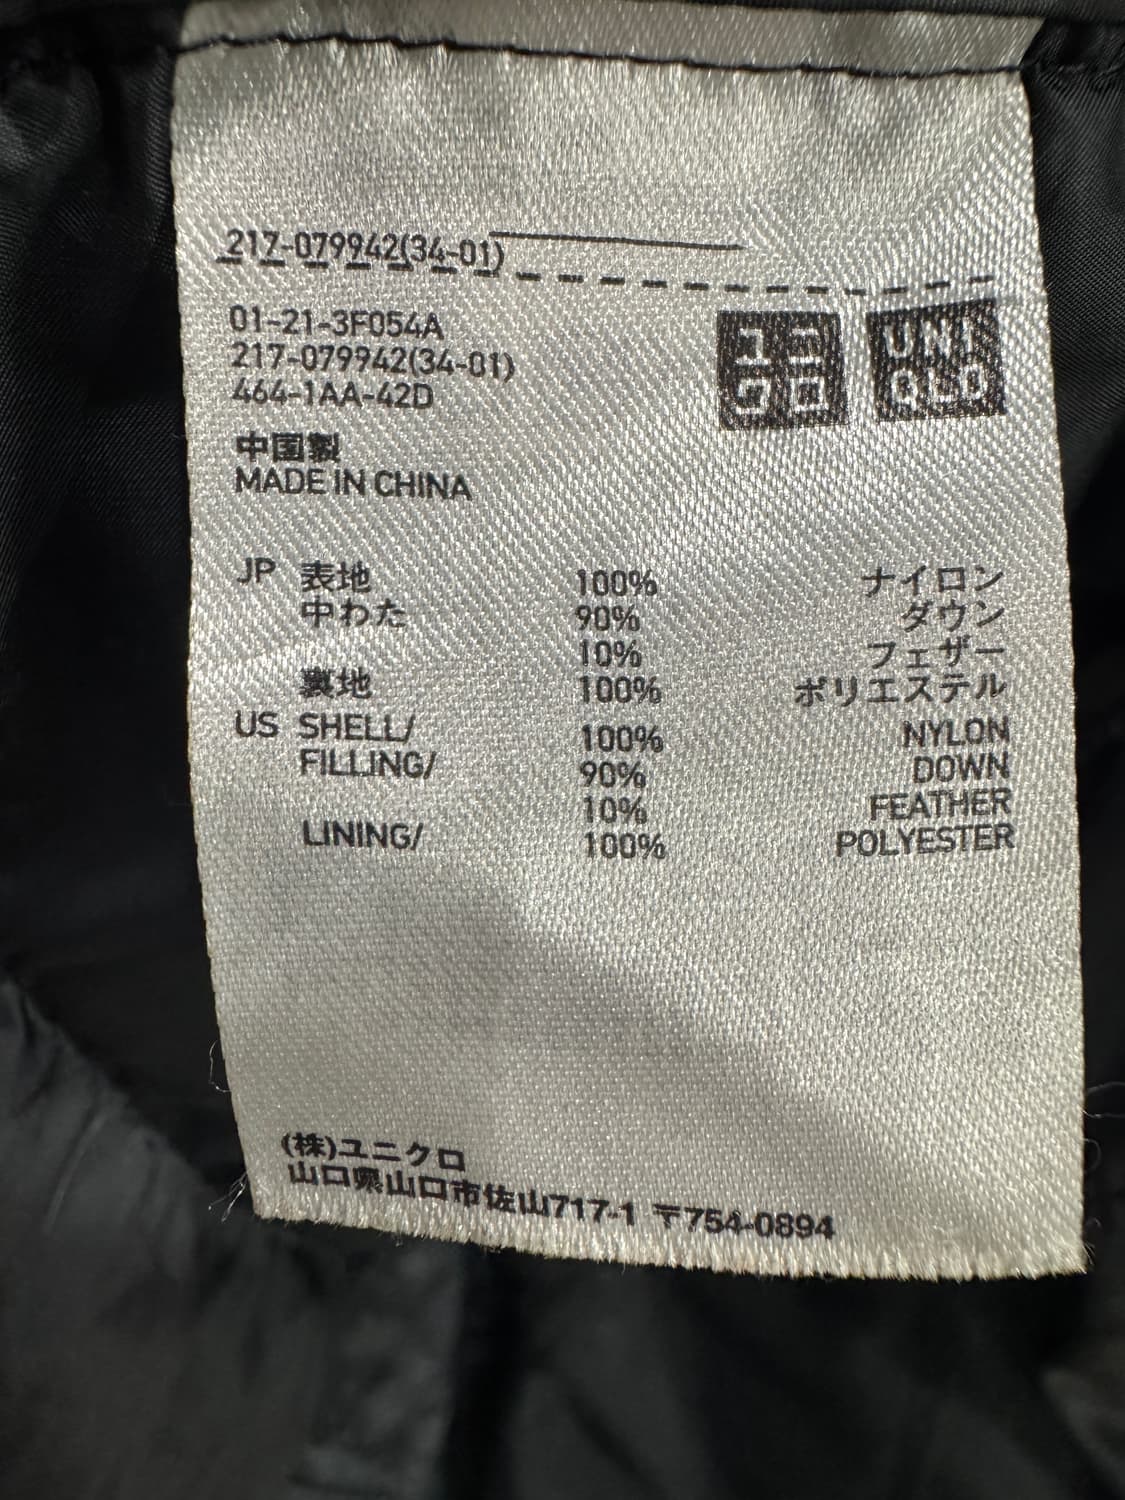 217-079942(34-01)
01-21-3F054A
217-079942(34-01)
464-1AA-42D
ユニ
クロ
UNI
QLO
中国製
MADE IN CHINA
JP 表地 100% ナイロン
中わた 90% ダウン
10% フェザー
裏地 100% ポリエステル
US SHELL/ 100% NYLON
FILLING/ 90% DOWN
10% FEATHER
LINING/ 100% POLYESTER
(株)ユニクロ
山口県山口市佐山717-1 〒754-0894